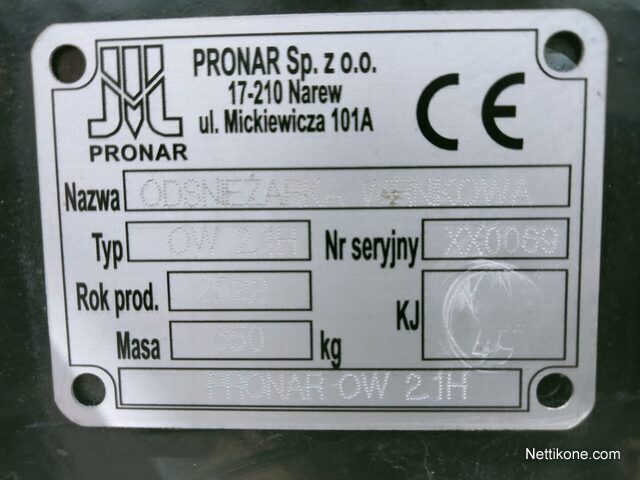 PRONAR Sp. z o.o.
17-210 Narew
ul. Mickiewicza 101A
PRONAR
CE
Nazwa ODŚNIEŻARKA WIRNIKOWA
Typ OW 2.1H Nr seryjny XX0069
Rok prod. 2022
Masa kg KJ
PRONAR OW 2.1H
Nettikone.com